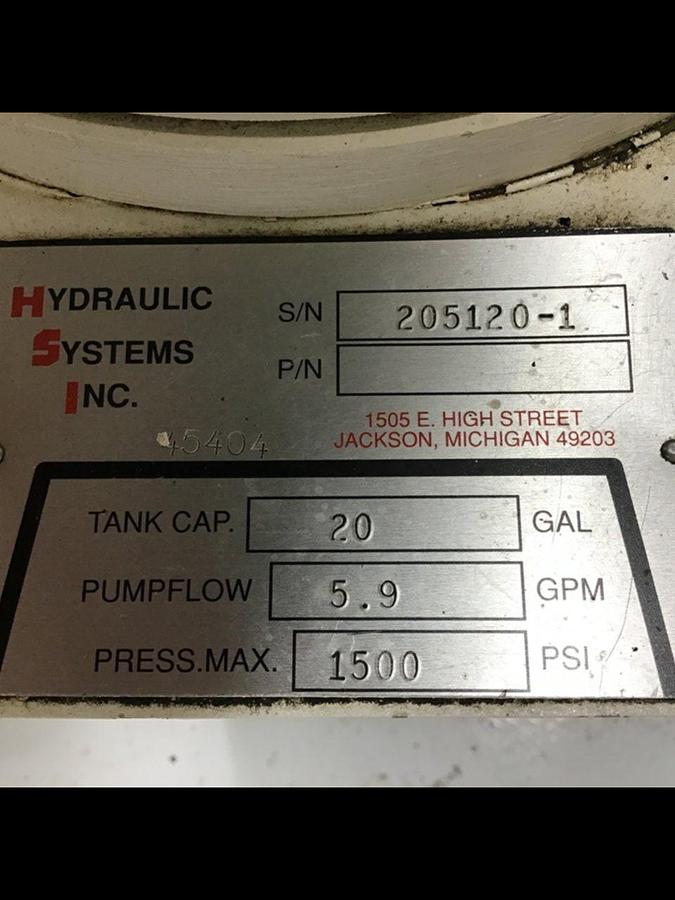 HYDRAULIC
SYSTEMS
INC.
S/N 205120-1
P/N
1505 E. HIGH STREET
JACKSON, MICHIGAN 49203
45404
TANK CAP. 20 GAL
PUMPFLOW 5.9 GPM
PRESS.MAX. 1500 PSI